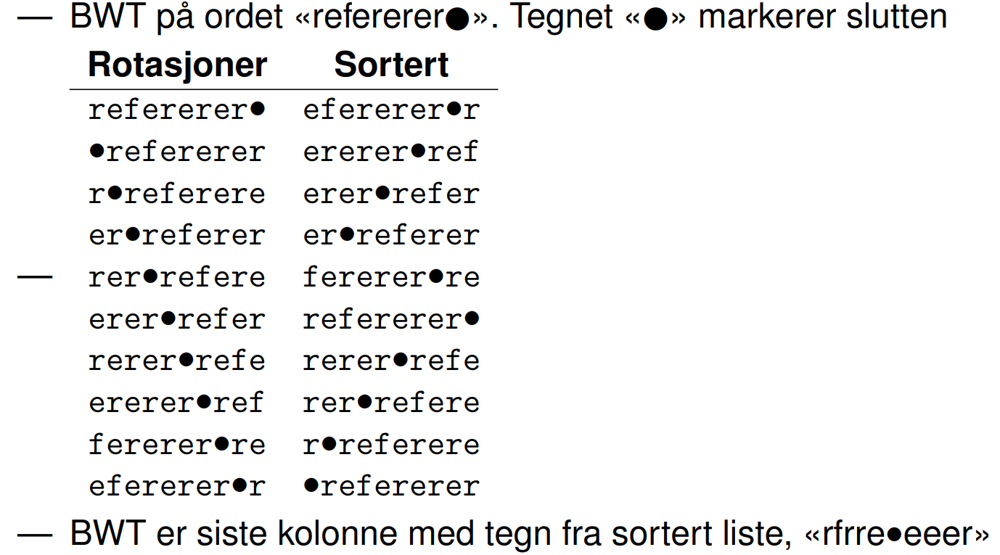 — BWT på ordet «refererer●». Tegnet «●» markerer slutten
Rotasjoner Sortert
refererer● efererer●r
●refererer ererer●ref
r●referere erer●refer
er●referer er●referer
— rer●refere fererer●re
erer●refer refererer●
rerer●refe rerer●refe
ererer●ref rer●refere
fererer●re r●referere
efererer●r ●refererer
— BWT er siste kolonne med tegn fra sortert liste, «rfrre●eeer»